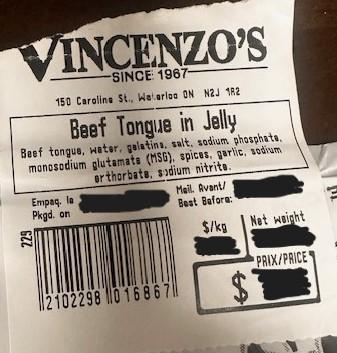 VINCENZO'S
SINCE 1967
150 Caroline St., Waterloo ON N2J 1R2
Beef Tongue in Jelly
Beef tongue, water, gelatins, salt, sodium phosphate,
monosodium glutamate (MSG), spices, garlic, sodium
erthorbate, sodium nitrite.
Empaq. le
Pkgd. on
Meil. Avant/
Best Before:
$/kg
Net weight
PRIX/PRICE
$
229
2102298 016867